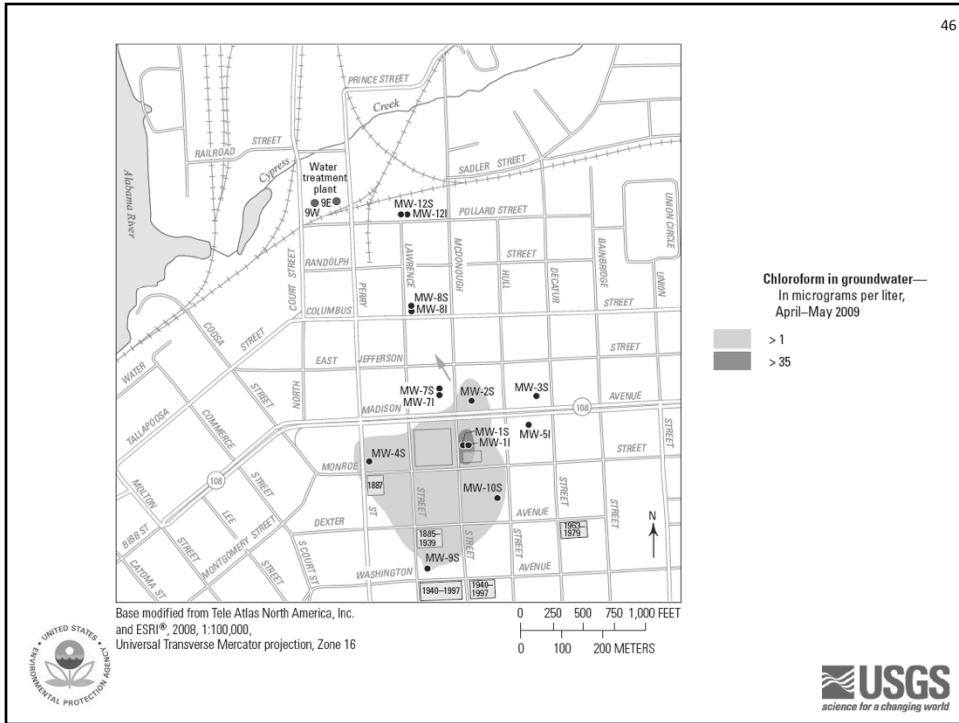 46
PRINCE STREET
Creek
Cypress
RAILROAD STREET
SADLER STREET
Alabama River
Water
treatment
plant
9E
9W
MW-12S
MW-12I
POLLARD STREET
UNION CIRCLE
COURT STREET
NORTH
RANDOLPH STREET
PERRY
ST
LAWRENCE
STREET
MCDONOUGH
STREET
HULL
STREET
DECATUR
STREET
BAINBRIDGE
STREET
UNION
STREET
MW-8S
MW-8I
COLUMBUS STREET
COOSA
STREET
STREET
WATER
EAST JEFFERSON STREET
MW-7S
MW-7I
MW-2S
MW-3S
MADISON AVENUE
108
TALLAPOOSA
COMMERCE
STREET
MW-1S
MW-1I
MW-5I
MW-4S
MONROE STREET
108
1887
MW-10S
MOLTON
STREET
BIBB ST
LEE
STREET
MONTGOMERY STREET
S COURT ST
CATOMA ST
DEXTER AVENUE
1885–
1939
1963–
1979
MW-9S
WASHINGTON AVENUE
1940–1997
1940–
1997
N
Chloroform in groundwater—
In micrograms per liter,
April–May 2009
> 1
> 35
Base modified from Tele Atlas North America, Inc.
and ESRI®, 2008, 1:100,000,
Universal Transverse Mercator projection, Zone 16
0 250 500 750 1,000 FEET
0 100 200 METERS
UNITED STATES
ENVIRONMENTAL PROTECTION AGENCY
USGS
science for a changing world